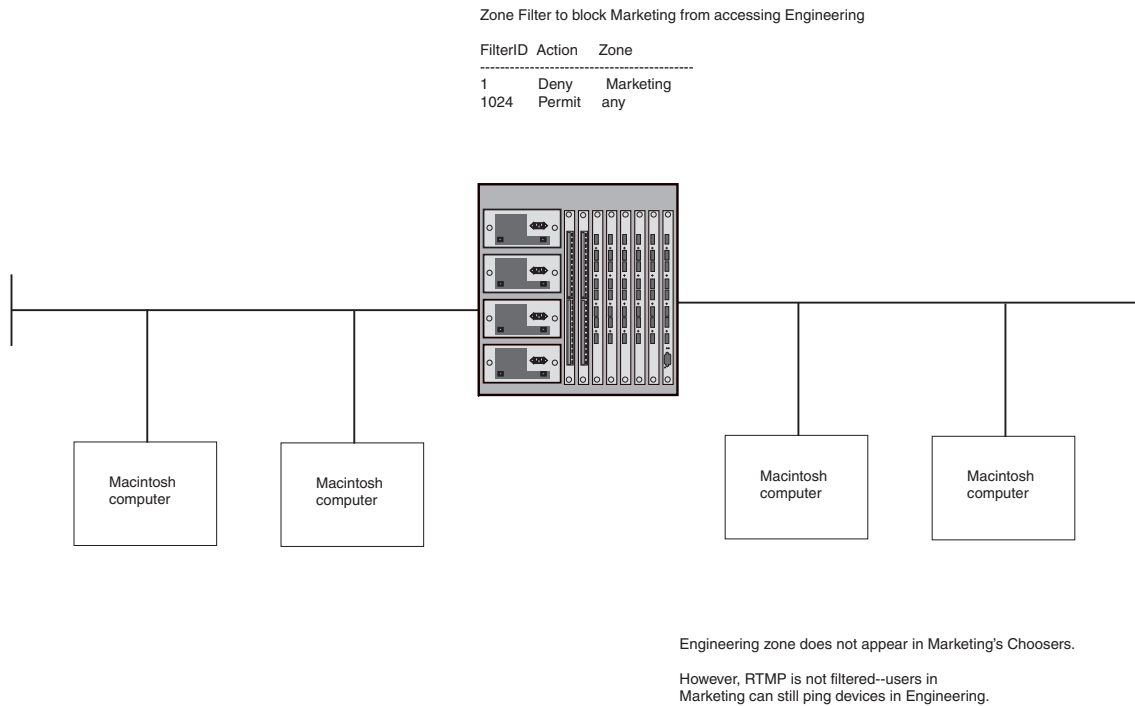 Zone Filter to block Marketing from accessing Engineering
FilterID Action Zone
-------------------------------------------
1 Deny Marketing
1024 Permit any
Macintosh
computer
Macintosh
computer
Macintosh
computer
Macintosh
computer
Engineering zone does not appear in Marketing's Choosers.
However, RTMP is not filtered--users in
Marketing can still ping devices in Engineering.